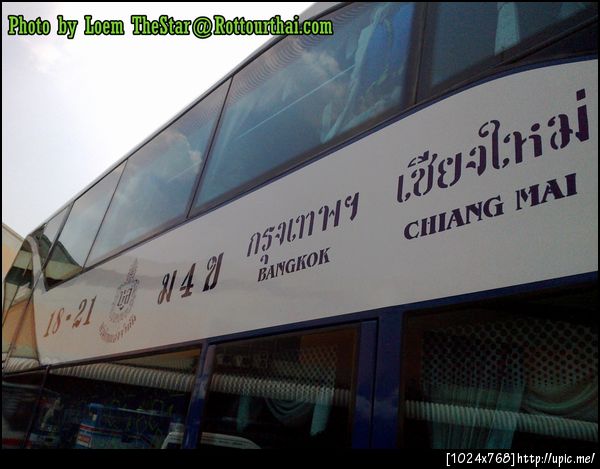 Photo by Loem TheStar@Rottourthai.com
กรุงเทพฯ เชียงใหม่
BANGKOK CHIANG MAI
18-21 ม4ข
[1024x768]http://upic.me/